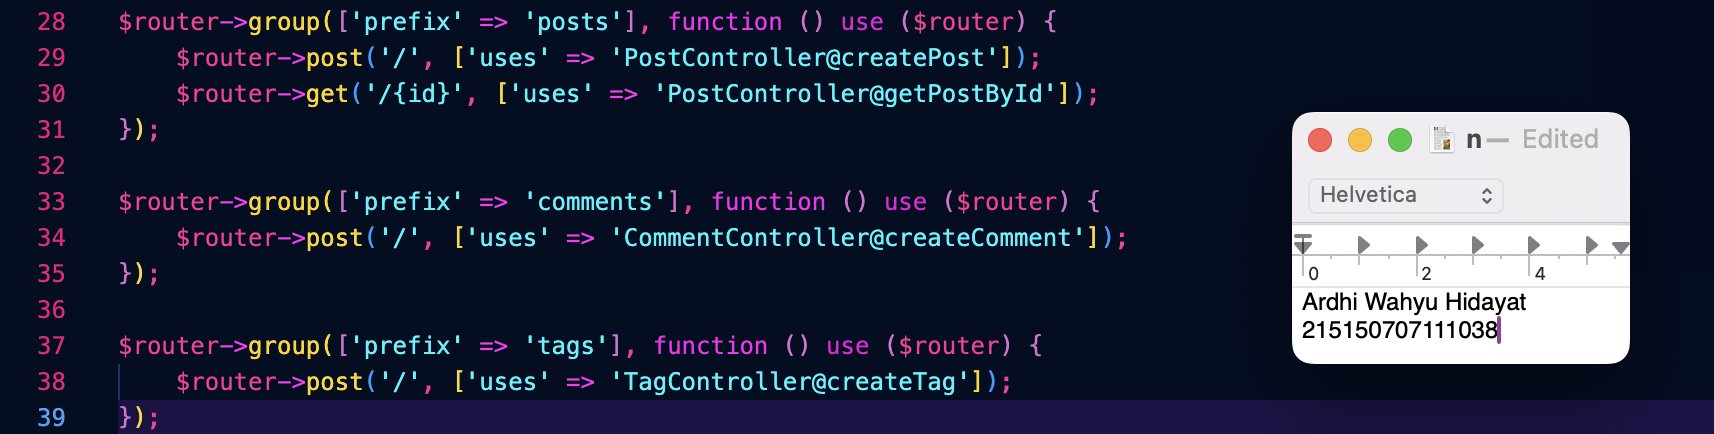 28 $router->group(['prefix' => 'posts'], function () use ($router) {
29     $router->post('/', ['uses' => 'PostController@createPost']);
30     $router->get('/{id}', ['uses' => 'PostController@getPostById']);
31 });
32
33 $router->group(['prefix' => 'comments'], function () use ($router) {
34     $router->post('/', ['uses' => 'CommentController@createComment']);
35 });
36
37 $router->group(['prefix' => 'tags'], function () use ($router) {
38     $router->post('/', ['uses' => 'TagController@createTag']);
39 });
n — Edited
Helvetica
0 2 4
Ardhi Wahyu Hidayat
215150707111038